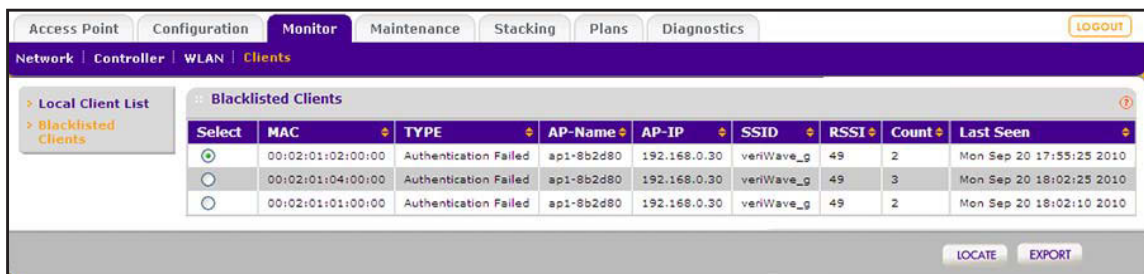 Access Point Configuration Monitor Maintenance Stacking Plans Diagnostics LOGOUT
Network | Controller | WLAN | Clients
Local Client List
Blacklisted Clients
Blacklisted Clients ?
Select MAC TYPE AP-Name AP-IP SSID RSSI Count Last Seen
00:02:01:02:00:00 Authentication Failed ap1-8b2d80 192.168.0.30 veriWave_g 49 2 Mon Sep 20 17:55:25 2010
00:02:01:04:00:00 Authentication Failed ap1-8b2d80 192.168.0.30 veriWave_g 49 3 Mon Sep 20 18:02:25 2010
00:02:01:01:00:00 Authentication Failed ap1-8b2d80 192.168.0.30 veriWave_g 49 2 Mon Sep 20 18:02:10 2010
LOCATE EXPORT